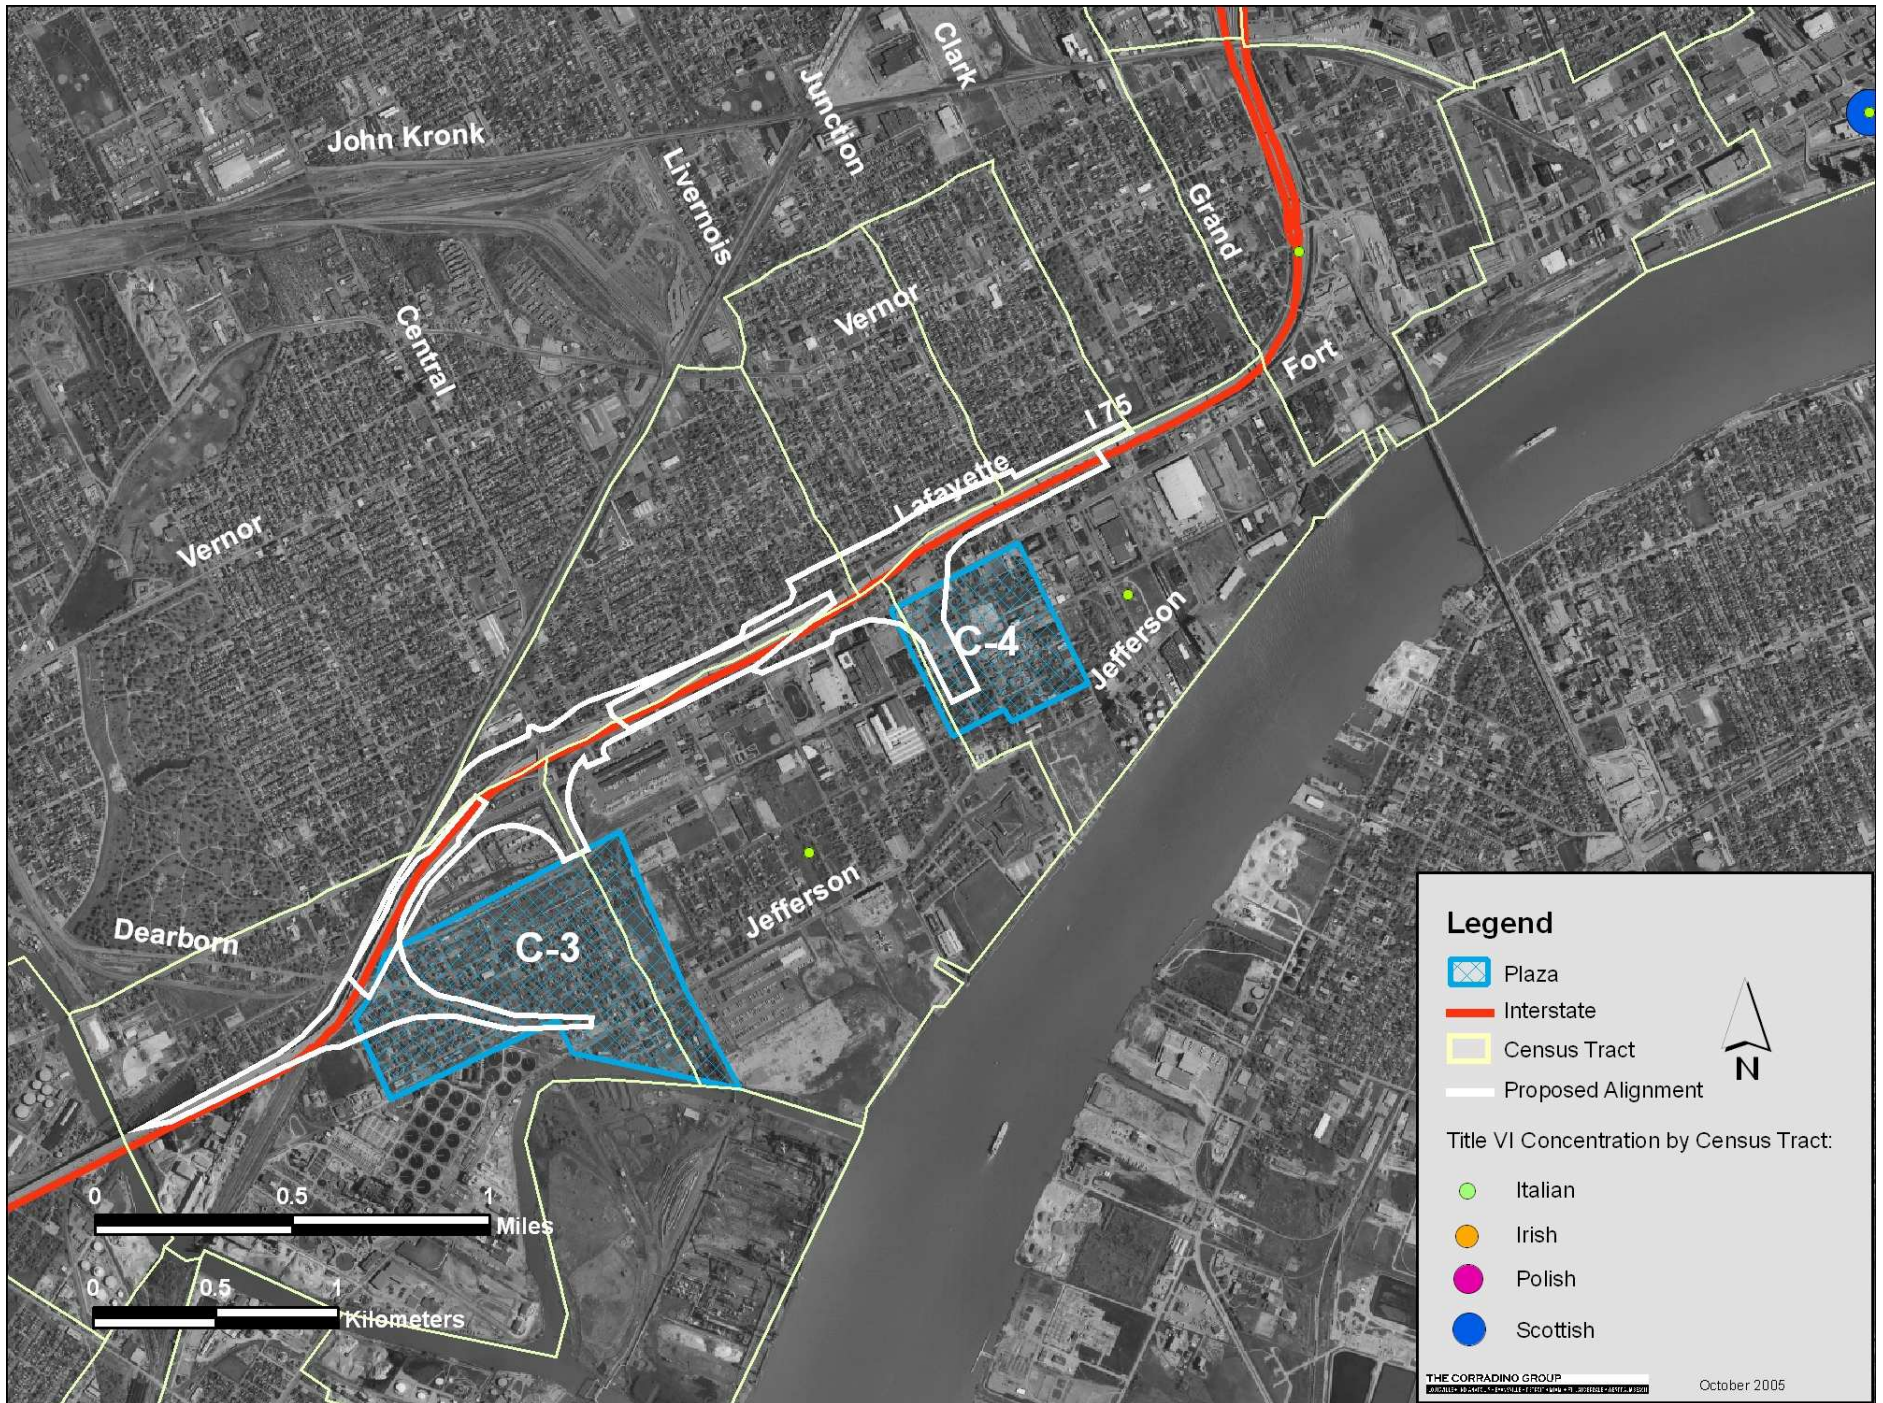 Clark
Junction
John Kronk
Livernois
Grand
Vernor
Central
Fort
I 75
Lafayette
Vernor
C-4
Jefferson
Jefferson
Dearborn
C-3
Legend
Plaza
Interstate
Census Tract
Proposed Alignment
N
Title VI Concentration by Census Tract:
Italian
Irish
Polish
Scottish
0 0.5 1
Miles
0 0.5 1
Kilometers
THE CORRADINO GROUP
October 2005